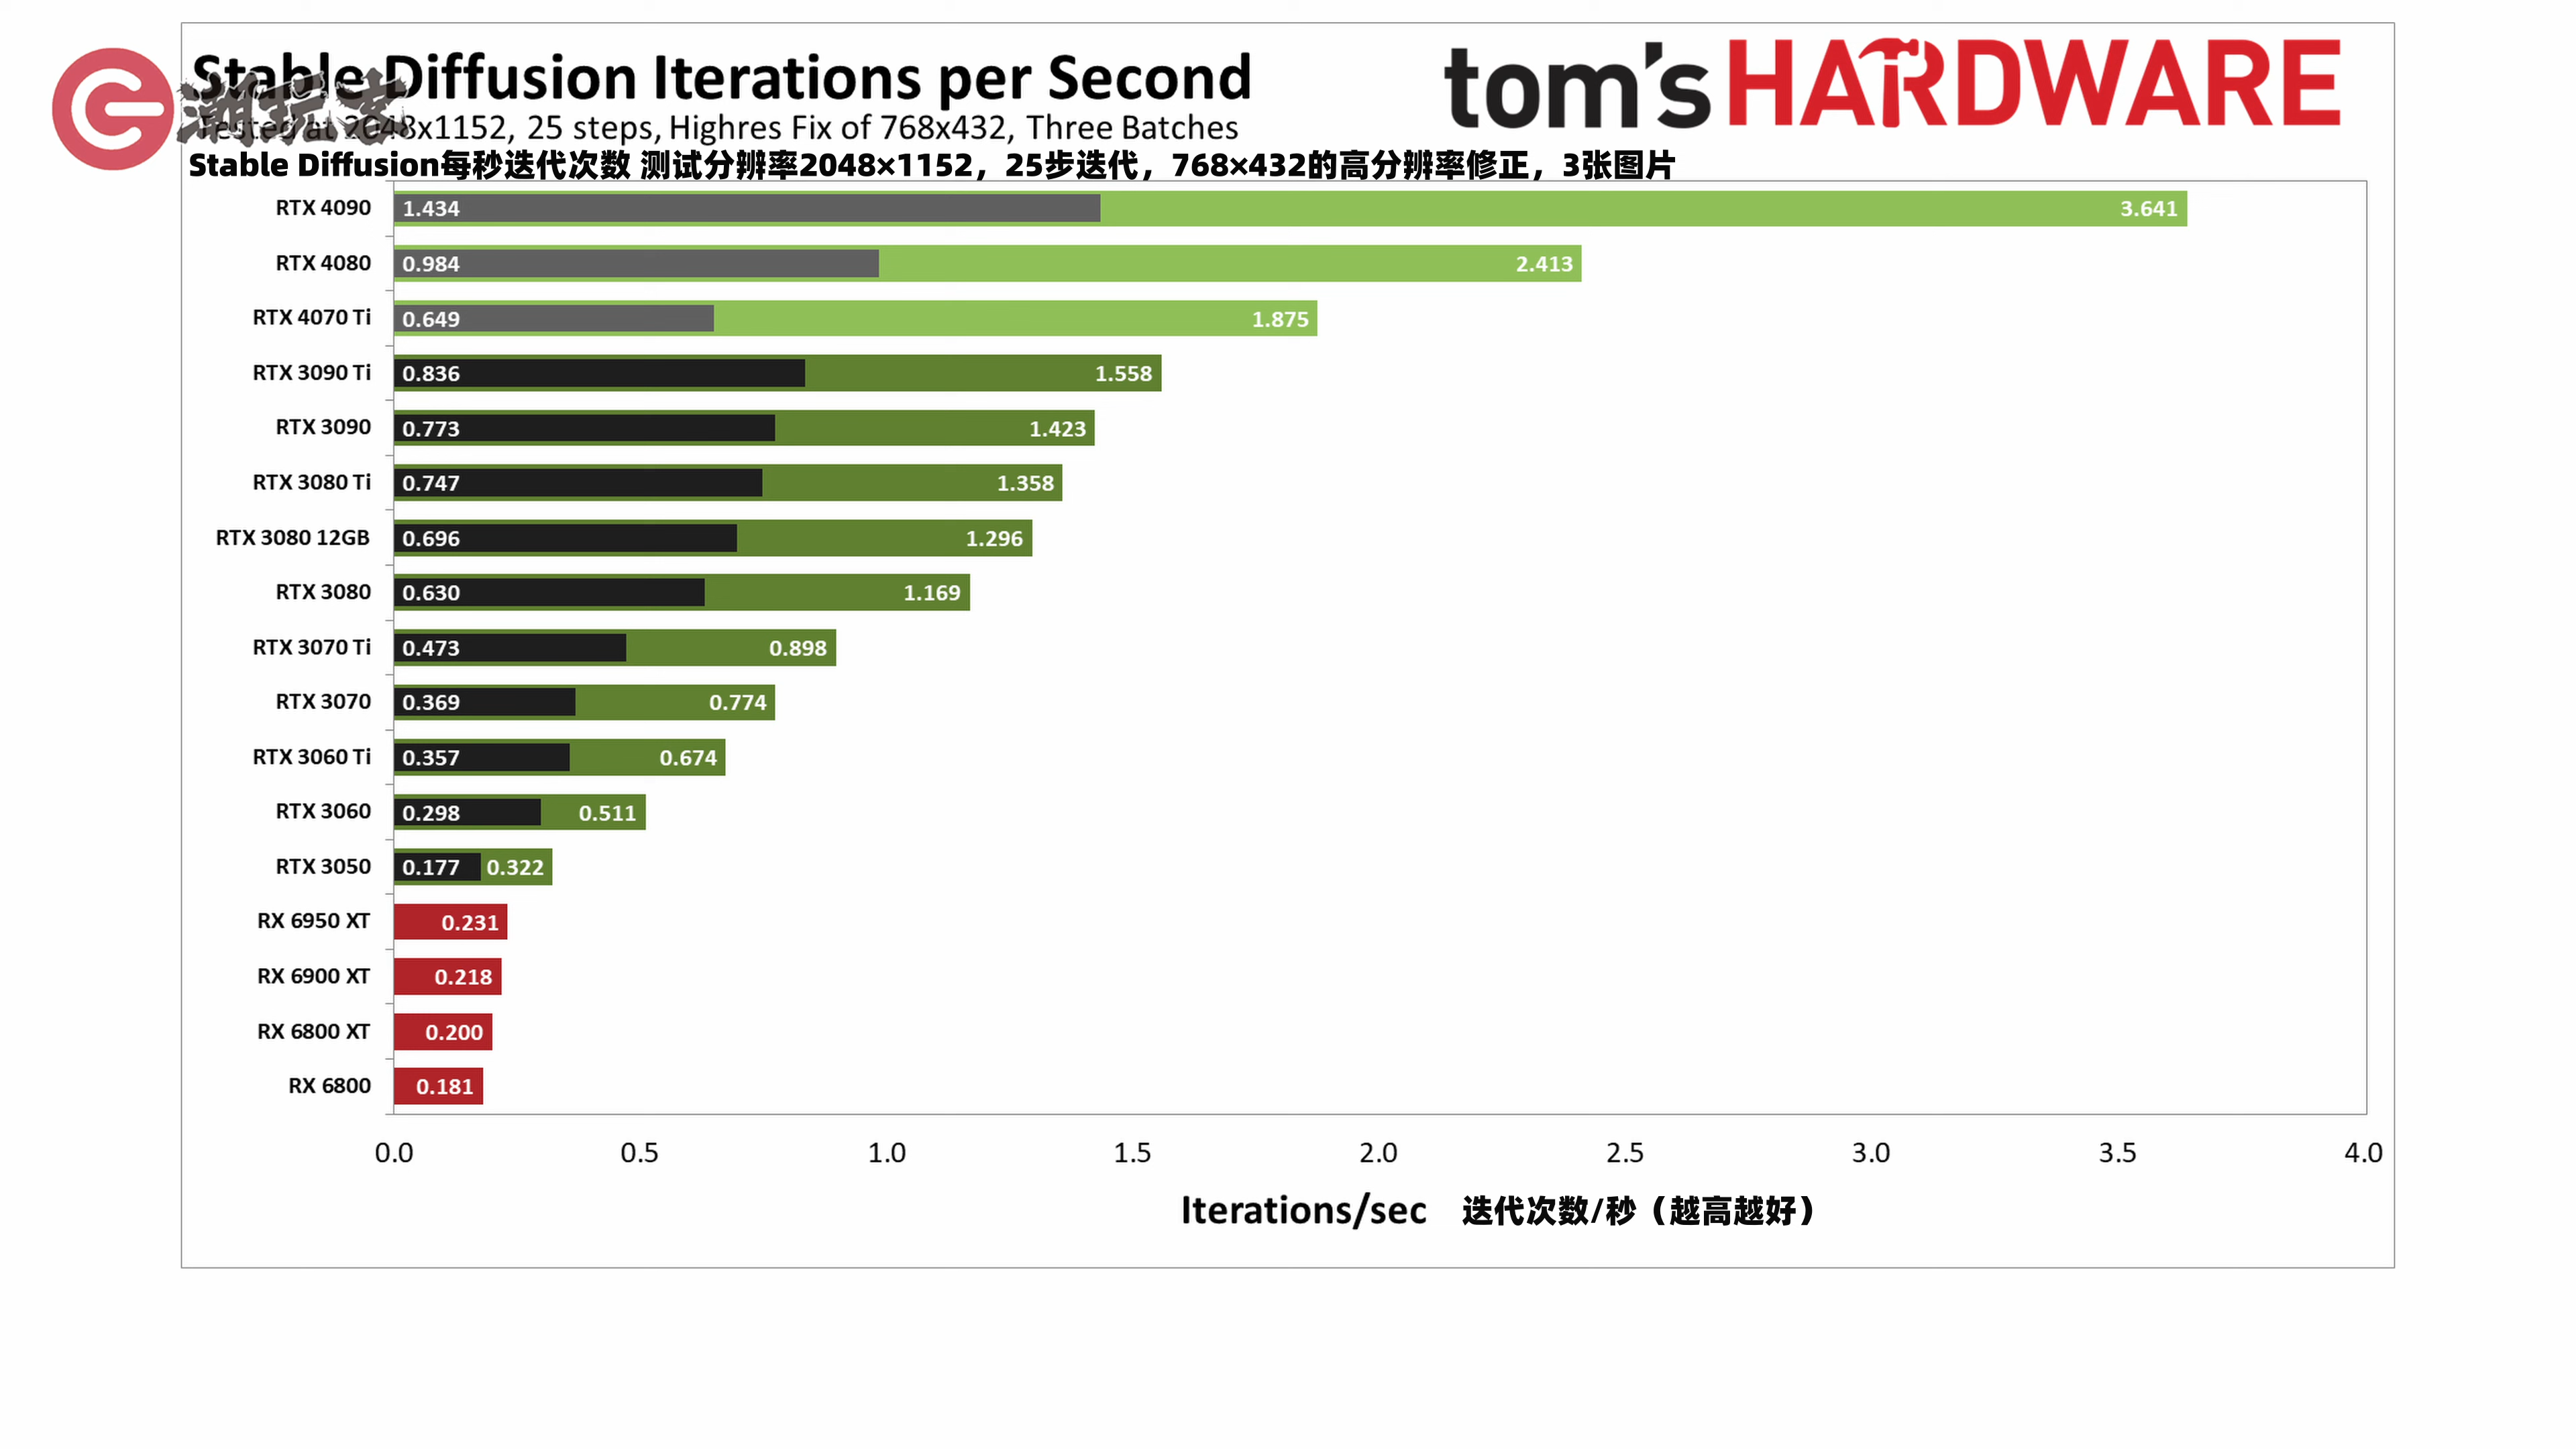 Stable Diffusion Iterations per Second
tom's HARDWARE
潮玩客
Tested at 2048x1152, 25 steps, Highres Fix of 768x432, Three Batches
Stable Diffusion每秒迭代次数 测试分辨率2048×1152，25步迭代，768×432的高分辨率修正，3张图片
RTX 4090 1.434 3.641
RTX 4080 0.984 2.413
RTX 4070 Ti 0.649 1.875
RTX 3090 Ti 0.836 1.558
RTX 3090 0.773 1.423
RTX 3080 Ti 0.747 1.358
RTX 3080 12GB 0.696 1.296
RTX 3080 0.630 1.169
RTX 3070 Ti 0.473 0.898
RTX 3070 0.369 0.774
RTX 3060 Ti 0.357 0.674
RTX 3060 0.298 0.511
RTX 3050 0.177 0.322
RX 6950 XT 0.231
RX 6900 XT 0.218
RX 6800 XT 0.200
RX 6800 0.181
0.0 0.5 1.0 1.5 2.0 2.5 3.0 3.5 4.0
Iterations/sec 迭代次数/秒（越高越好）